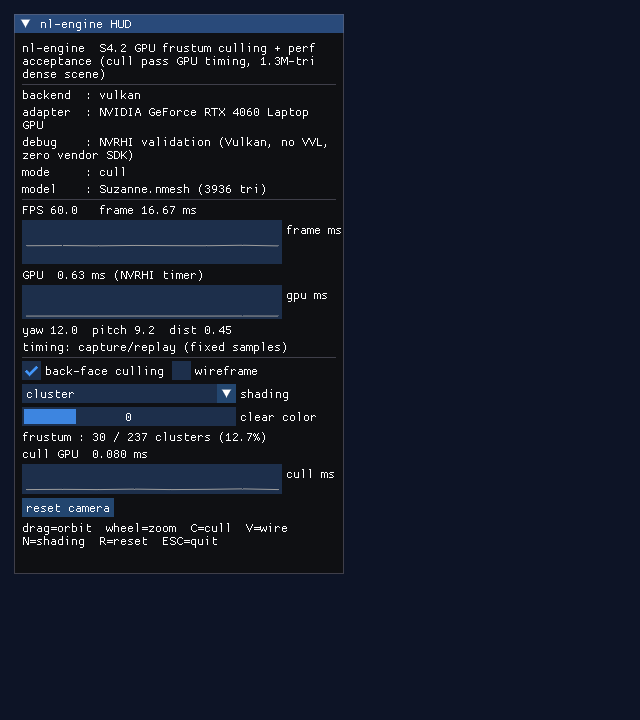 nl-engine HUD
nl-engine  S4.2 GPU frustum culling + perf
acceptance (cull pass GPU timing, 1.3M-tri
dense scene)
backend  : vulkan
adapter  : NVIDIA GeForce RTX 4060 Laptop
GPU
debug    : NVRHI validation (Vulkan, no VVL,
zero vendor SDK)
mode     : cull
model    : Suzanne.nmesh (3936 tri)
FPS 60.0   frame 16.67 ms
frame ms
GPU  0.63 ms (NVRHI timer)
gpu ms
yaw 12.0  pitch 9.2  dist 0.45
timing: capture/replay (fixed samples)
back-face culling  wireframe
cluster  shading
0  clear color
frustum : 30 / 237 clusters (12.7%)
cull GPU  0.080 ms
cull ms
reset camera
drag=orbit  wheel=zoom  C=cull  V=wire
N=shading  R=reset  ESC=quit